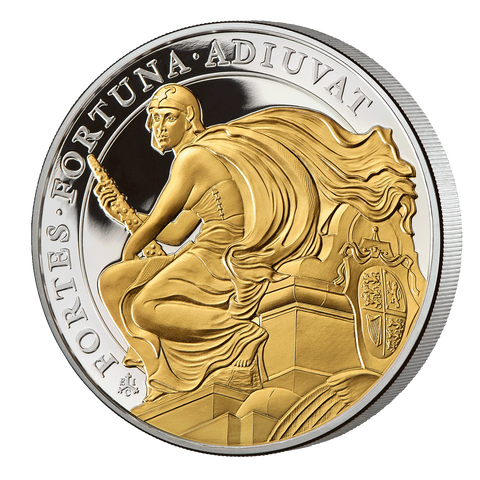 FORTES · FORTUNA · ADIUVAT
E I C